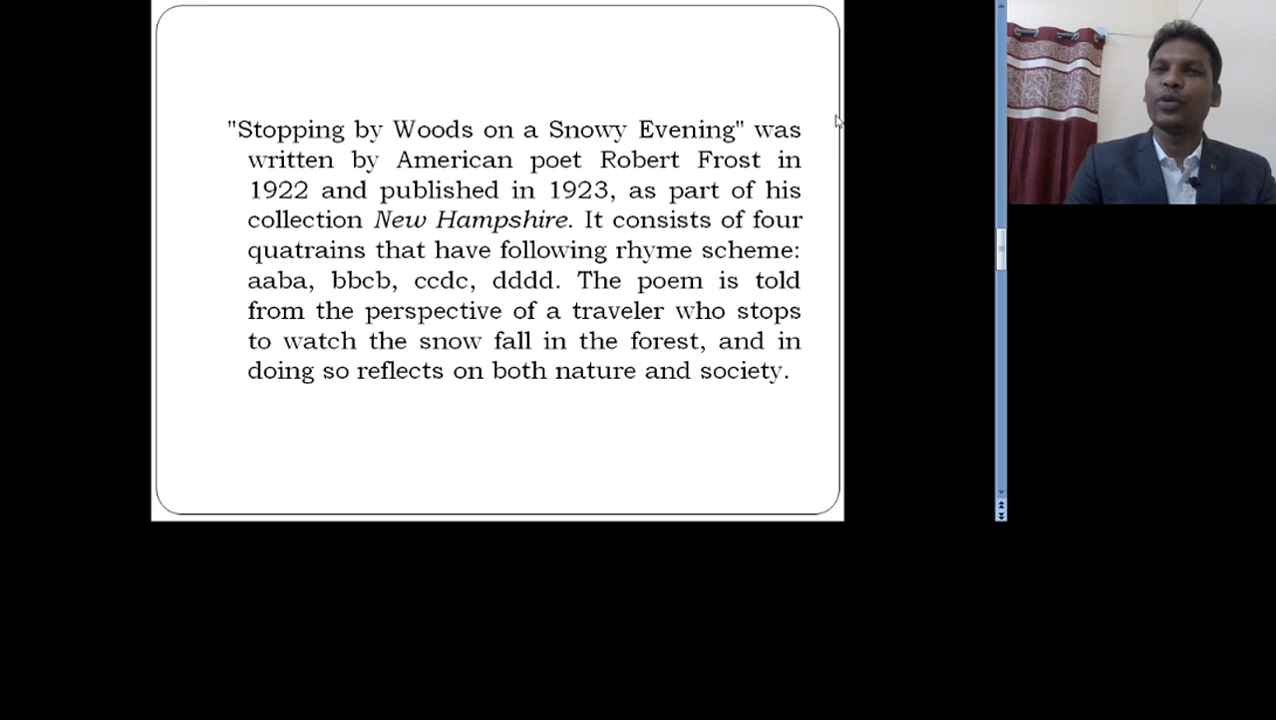 "Stopping by Woods on a Snowy Evening" was
written by American poet Robert Frost in
1922 and published in 1923, as part of his
collection New Hampshire. It consists of four
quatrains that have following rhyme scheme:
aaba, bbcb, ccdc, dddd. The poem is told
from the perspective of a traveler who stops
to watch the snow fall in the forest, and in
doing so reflects on both nature and society.